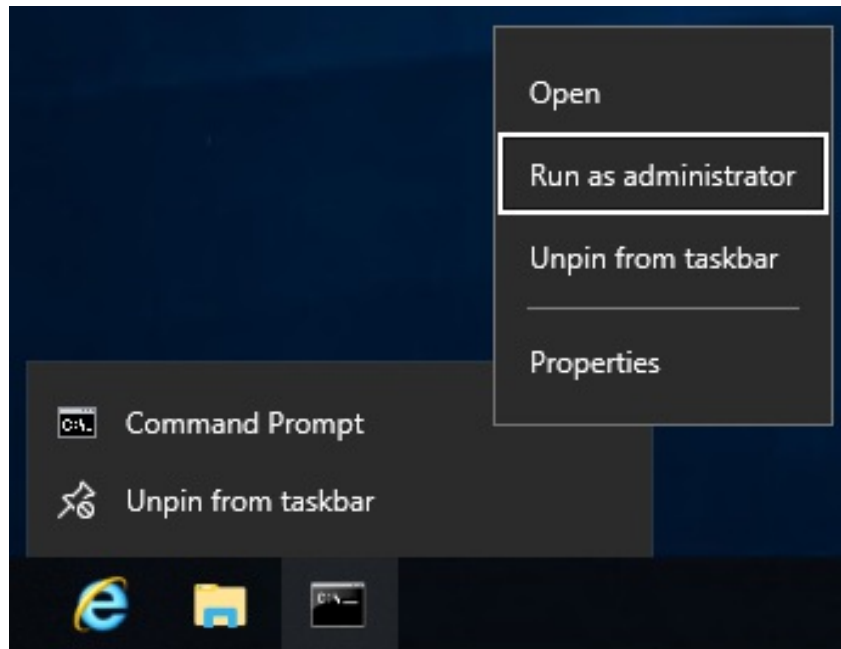 Open
Run as administrator
Unpin from taskbar
Properties
Command Prompt
Unpin from taskbar